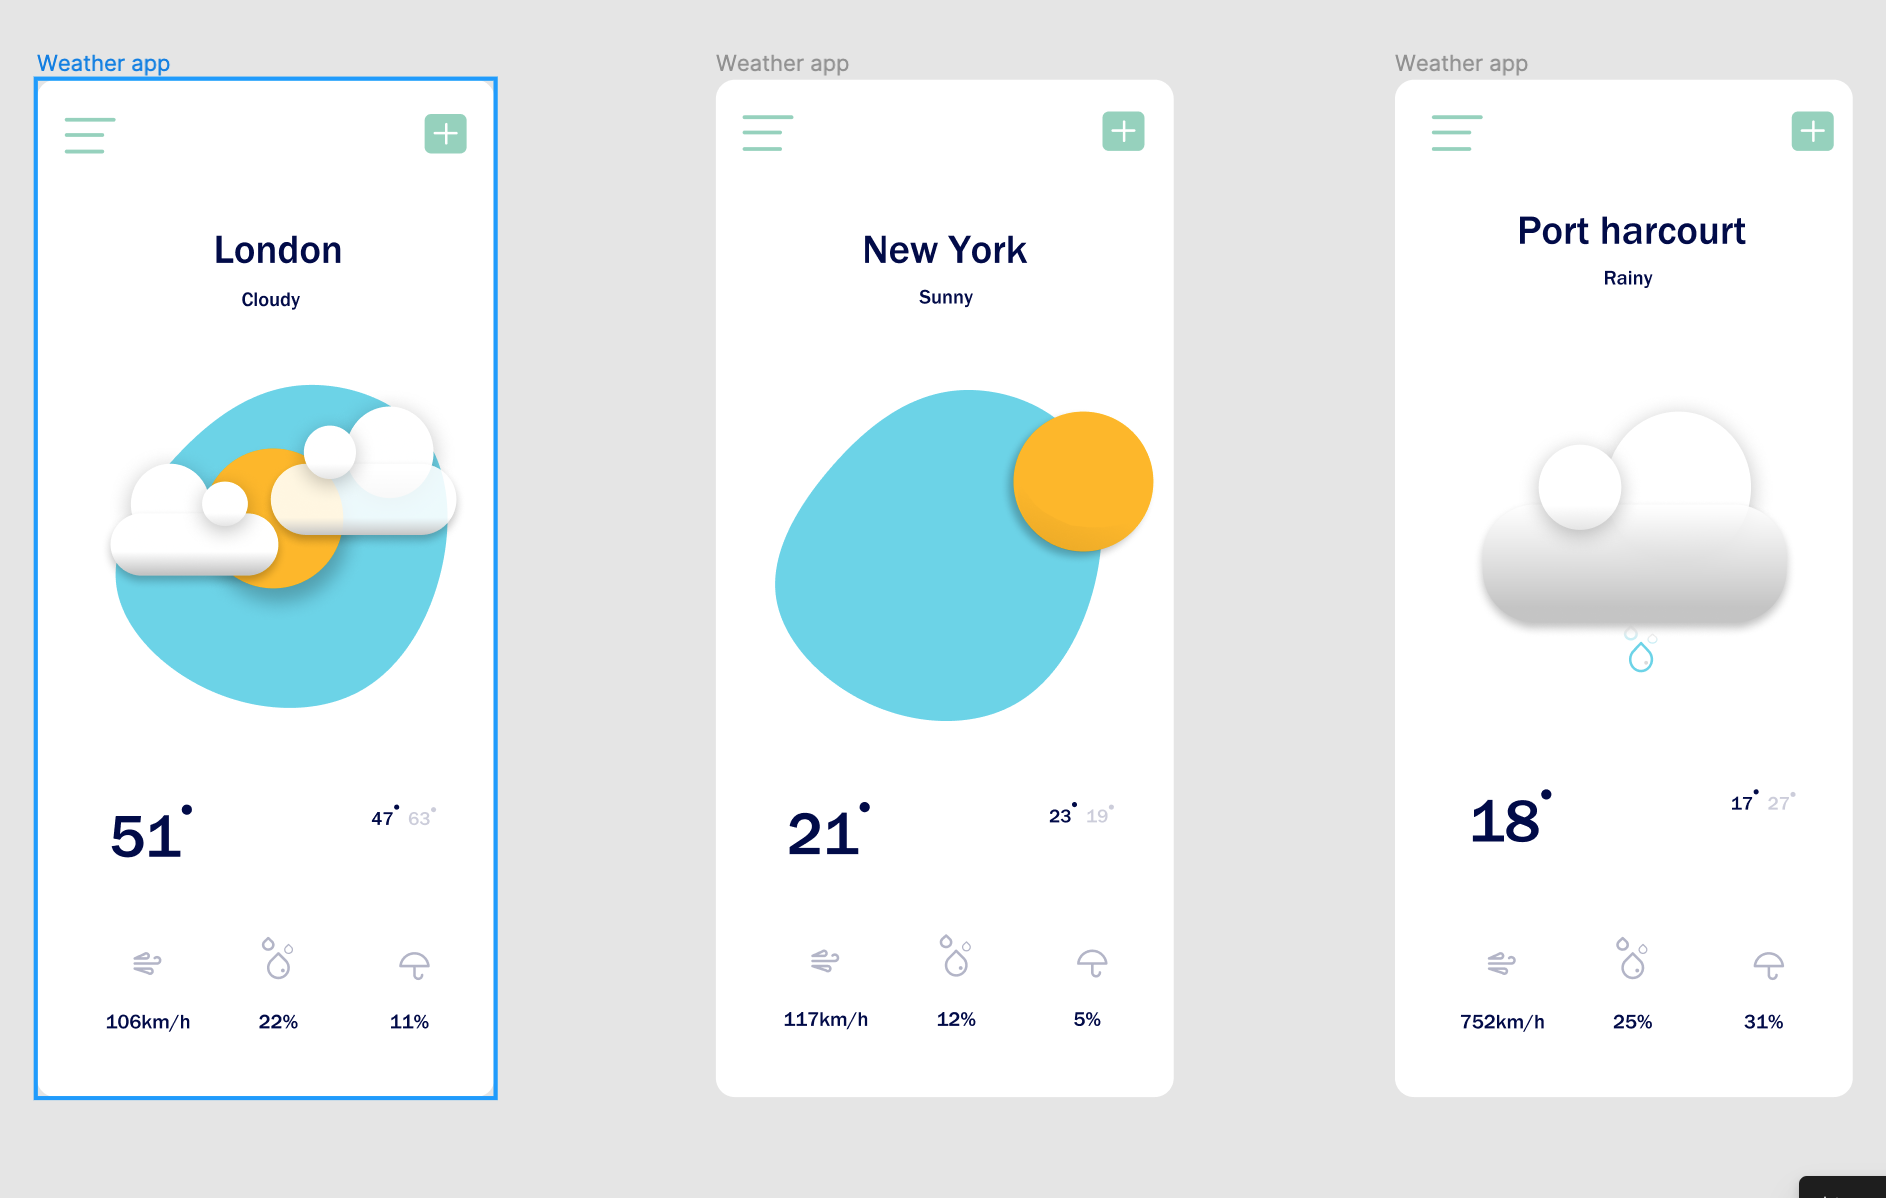 Weather app
London
Cloudy
51°
47° 63°
106km/h 22% 11%
Weather app
New York
Sunny
21°
23° 19°
117km/h 12% 5%
Weather app
Port harcourt
Rainy
18°
17° 27°
752km/h 25% 31%